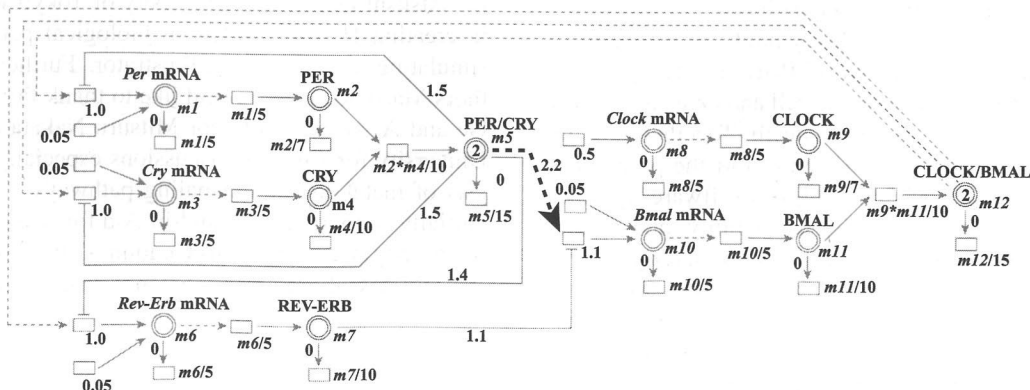 mulat
Per mRNA
PER
m2
1.5
m1
m1/5
1.0
0
0.05
m1/5
0
m2/7
PER/CRY
m5
2
m2*m4/10
2.2
0
m5/15
0.05
Cry mRNA
CRY
m3
m3/5
m4
1.0
0
m3/5
0
m4/10
1.5
1.4
Clock mRNA
CLOCK
m9
0.5
m8
m8/5
0
m8/5
0
m9/7
CLOCK/BMAL
2
m12
m9*m11/10
0
m12/15
0.05
Bmal mRNA
BMAL
1.1
m10
m10/5
m11
0
m10/5
0
m11/10
Rev-Erb mRNA
REV-ERB
1.0
m6
m6/5
m7
1.1
0
m6/5
0
m7/10
0.05